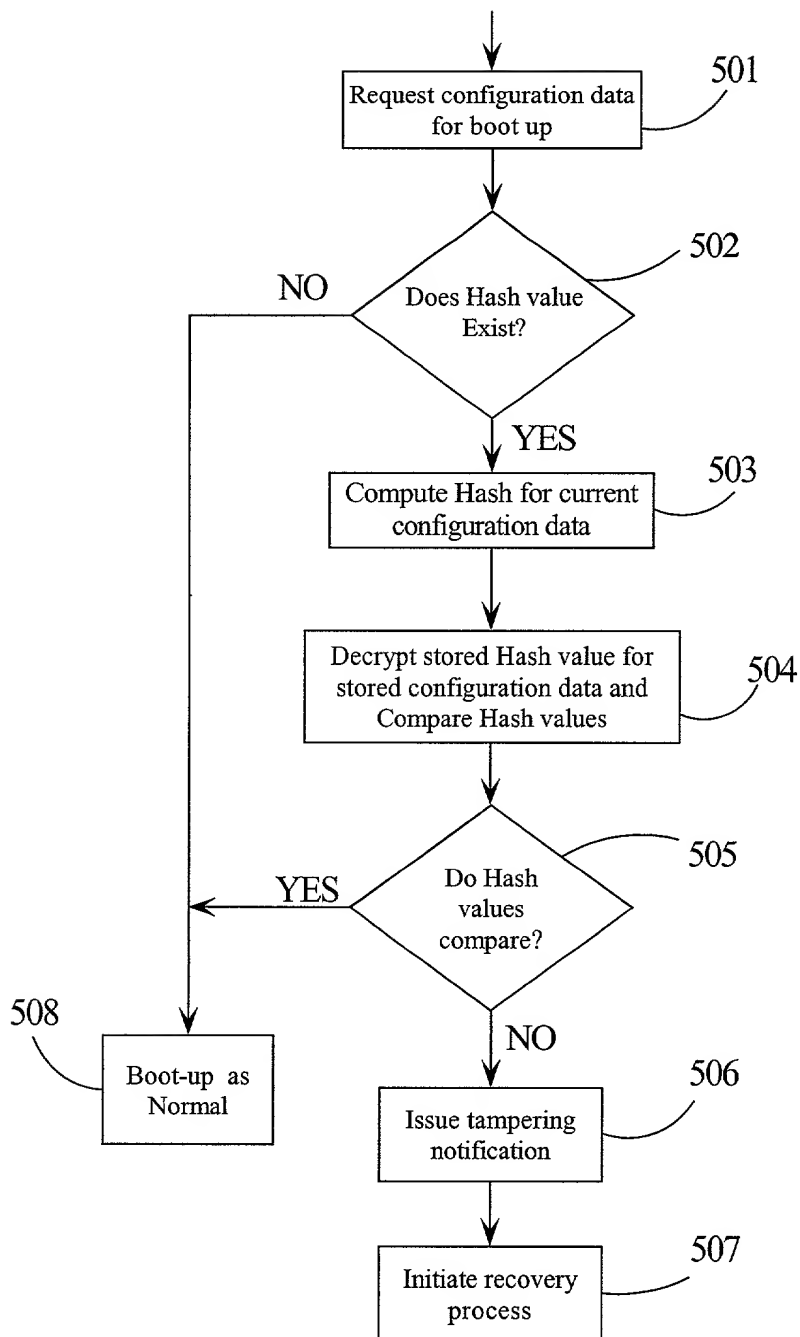 501
Request configuration data
for boot up
502
NO
Does Hash value
Exist?
YES
503
Compute Hash for current
configuration data
Decrypt stored Hash value for
stored configuration data and
Compare Hash values
504
505
YES
Do Hash
values
compare?
508
NO
Boot-up as
Normal
506
Issue tampering
notification
507
Initiate recovery
process